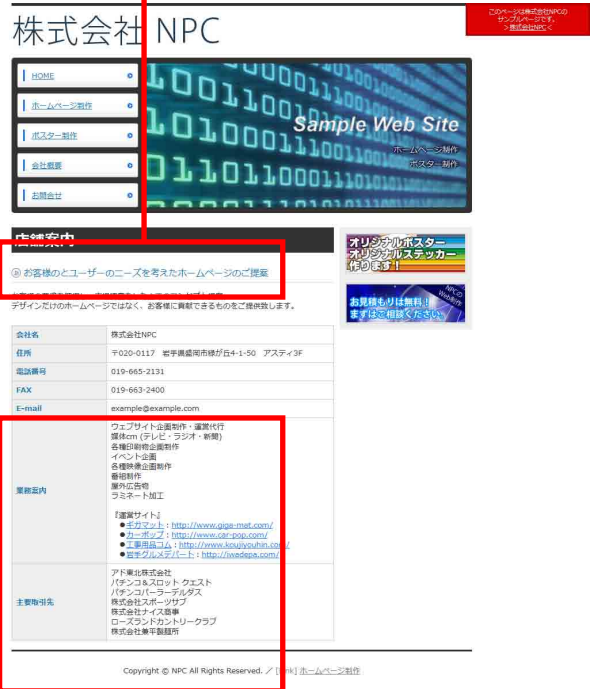 株式会社 NPC
このページは株式会社NPCの
サンプルページです。
>株式会社NPC<
HOME
ホームページ制作
ポスター制作
会社概要
お問合せ
Sample Web Site
ホームページ制作
ポスター制作
店舗案内
お客様のとユーザーのニーズを考えたホームページのご提案
デザインだけのホームページではなく、お客様に貢献できるものをご提供致します。
オリジナルポスター
オリジナルステッカー
作ります!
NPCの
Web制作
お見積もりは無料!
まずはご相談ください
会社名 株式会社NPC
住所 〒020-0117 岩手県盛岡市緑が丘4-1-50 アスティ3F
電話番号 019-665-2131
FAX 019-663-2400
E-mail example@example.com
業務案内
ウェブサイト企画制作・運営代行
媒体cm (テレビ・ラジオ・新聞)
各種印刷物企画制作
イベント企画
各種映像企画制作
番組制作
屋外広告物
ラミネート加工
『運営サイト』
●ギガマット:http://www.giga-mat.com/
●カーポップ:http://www.car-pop.com/
●工事用品コム:http://www.koujiyouhin.com/
●岩手グルメデパート:http://iwadepa.com/
主要取引先
アド東北株式会社
パチンコ&スロット クエスト
パチンコパーラーデルダス
株式会社スポーツサブ
株式会社ナイス商事
ローズランドカントリークラブ
株式会社兼平製麺所
Copyright © NPC All Rights Reserved. ／ ホームページ制作